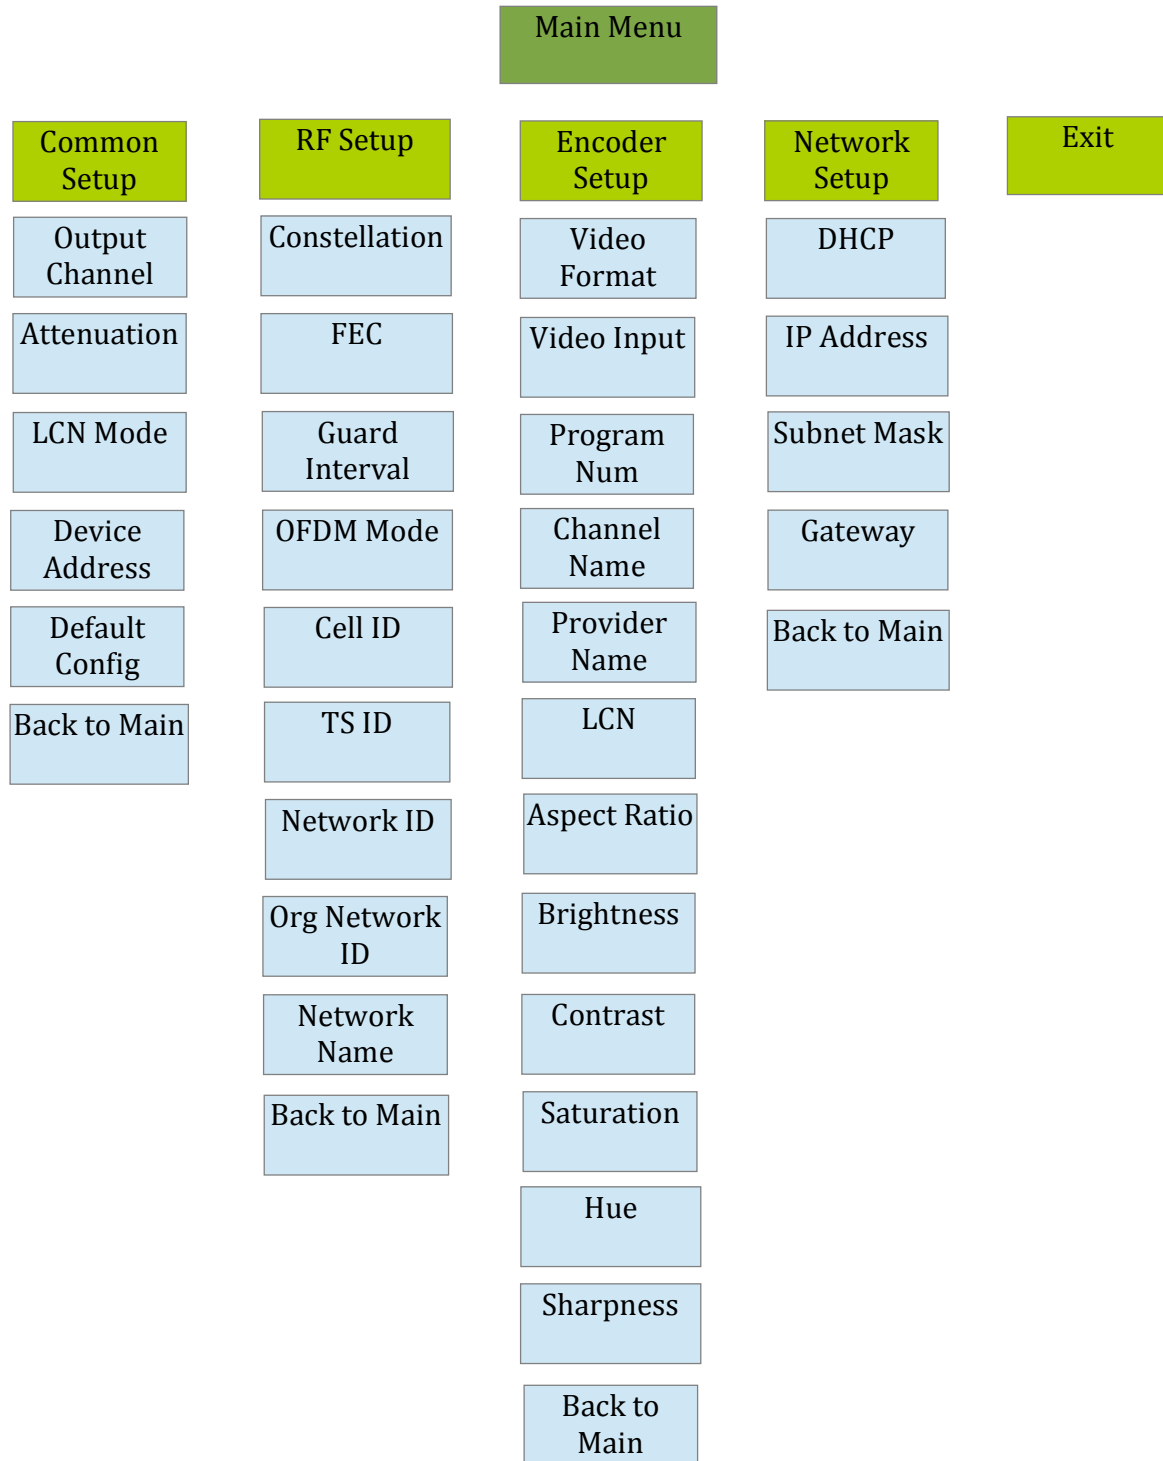 Main Menu
Common
Setup
Output
Channel
Attenuation
LCN Mode
Device
Address
Default
Config
Back to Main
RF Setup
Constellation
FEC
Guard
Interval
OFDM Mode
Cell ID
TS ID
Network ID
Org Network
ID
Network
Name
Back to Main
Encoder
Setup
Video
Format
Video Input
Program
Num
Channel
Name
Provider
Name
LCN
Aspect Ratio
Brightness
Contrast
Saturation
Hue
Sharpness
Back to
Main
Network
Setup
DHCP
IP Address
Subnet Mask
Gateway
Back to Main
Exit